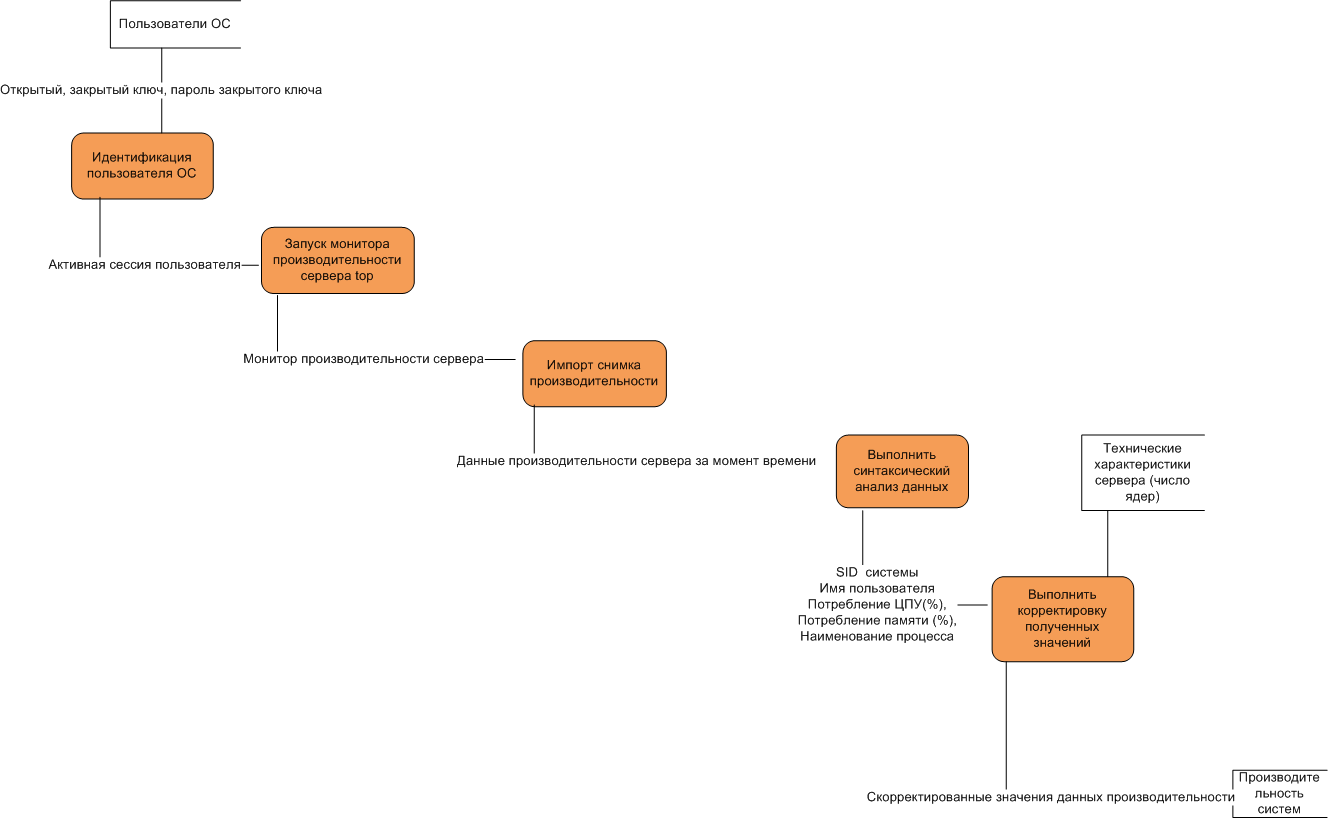 Пользователи ОС
Открытый, закрытый ключ, пароль закрытого ключа
Идентификация
пользователя ОС
Активная сессия пользователя
Запуск монитора
производительности
сервера top
Монитор производительности сервера
Импорт снимка
производительности
Данные производительности сервера за момент времени
Выполнить
синтаксический
анализ данных
Технические
характеристики
сервера (число
ядер)
SID системы
Имя пользователя
Потребление ЦПУ(%),
Потребление памяти (%),
Наименование процесса
Выполнить
корректировку
полученных
значений
Скорректированные значения данных производительности
Производите
льность
систем